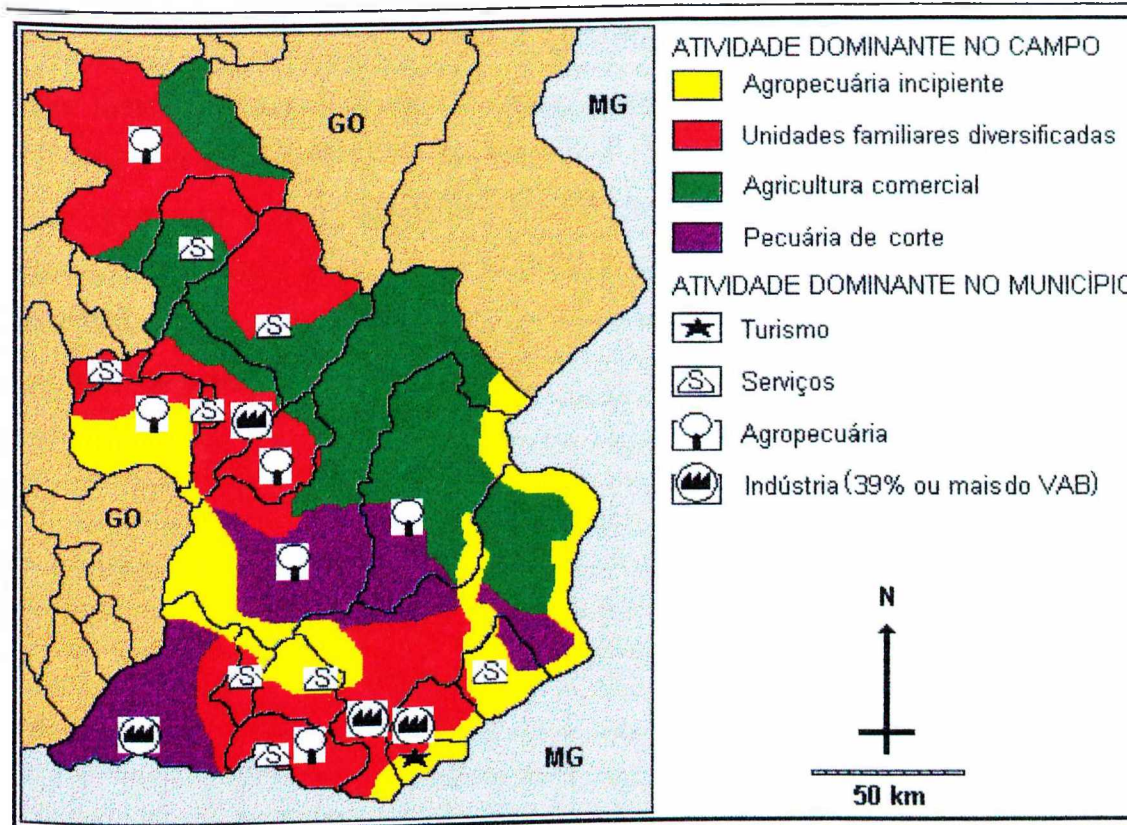 ATIVIDADE DOMINANTE NO CAMPO
Agropecuária incipiente
Unidades familiares diversificadas
Agricultura comercial
Pecuária de corte
ATIVIDADE DOMINANTE NO MUNICÍPIO
Turismo
S Serviços
Agropecuária
Indústria (39% ou mais do VAB)
GO
MG
S
S
S
S
GO
S
S
S
S
MG
N
50 km